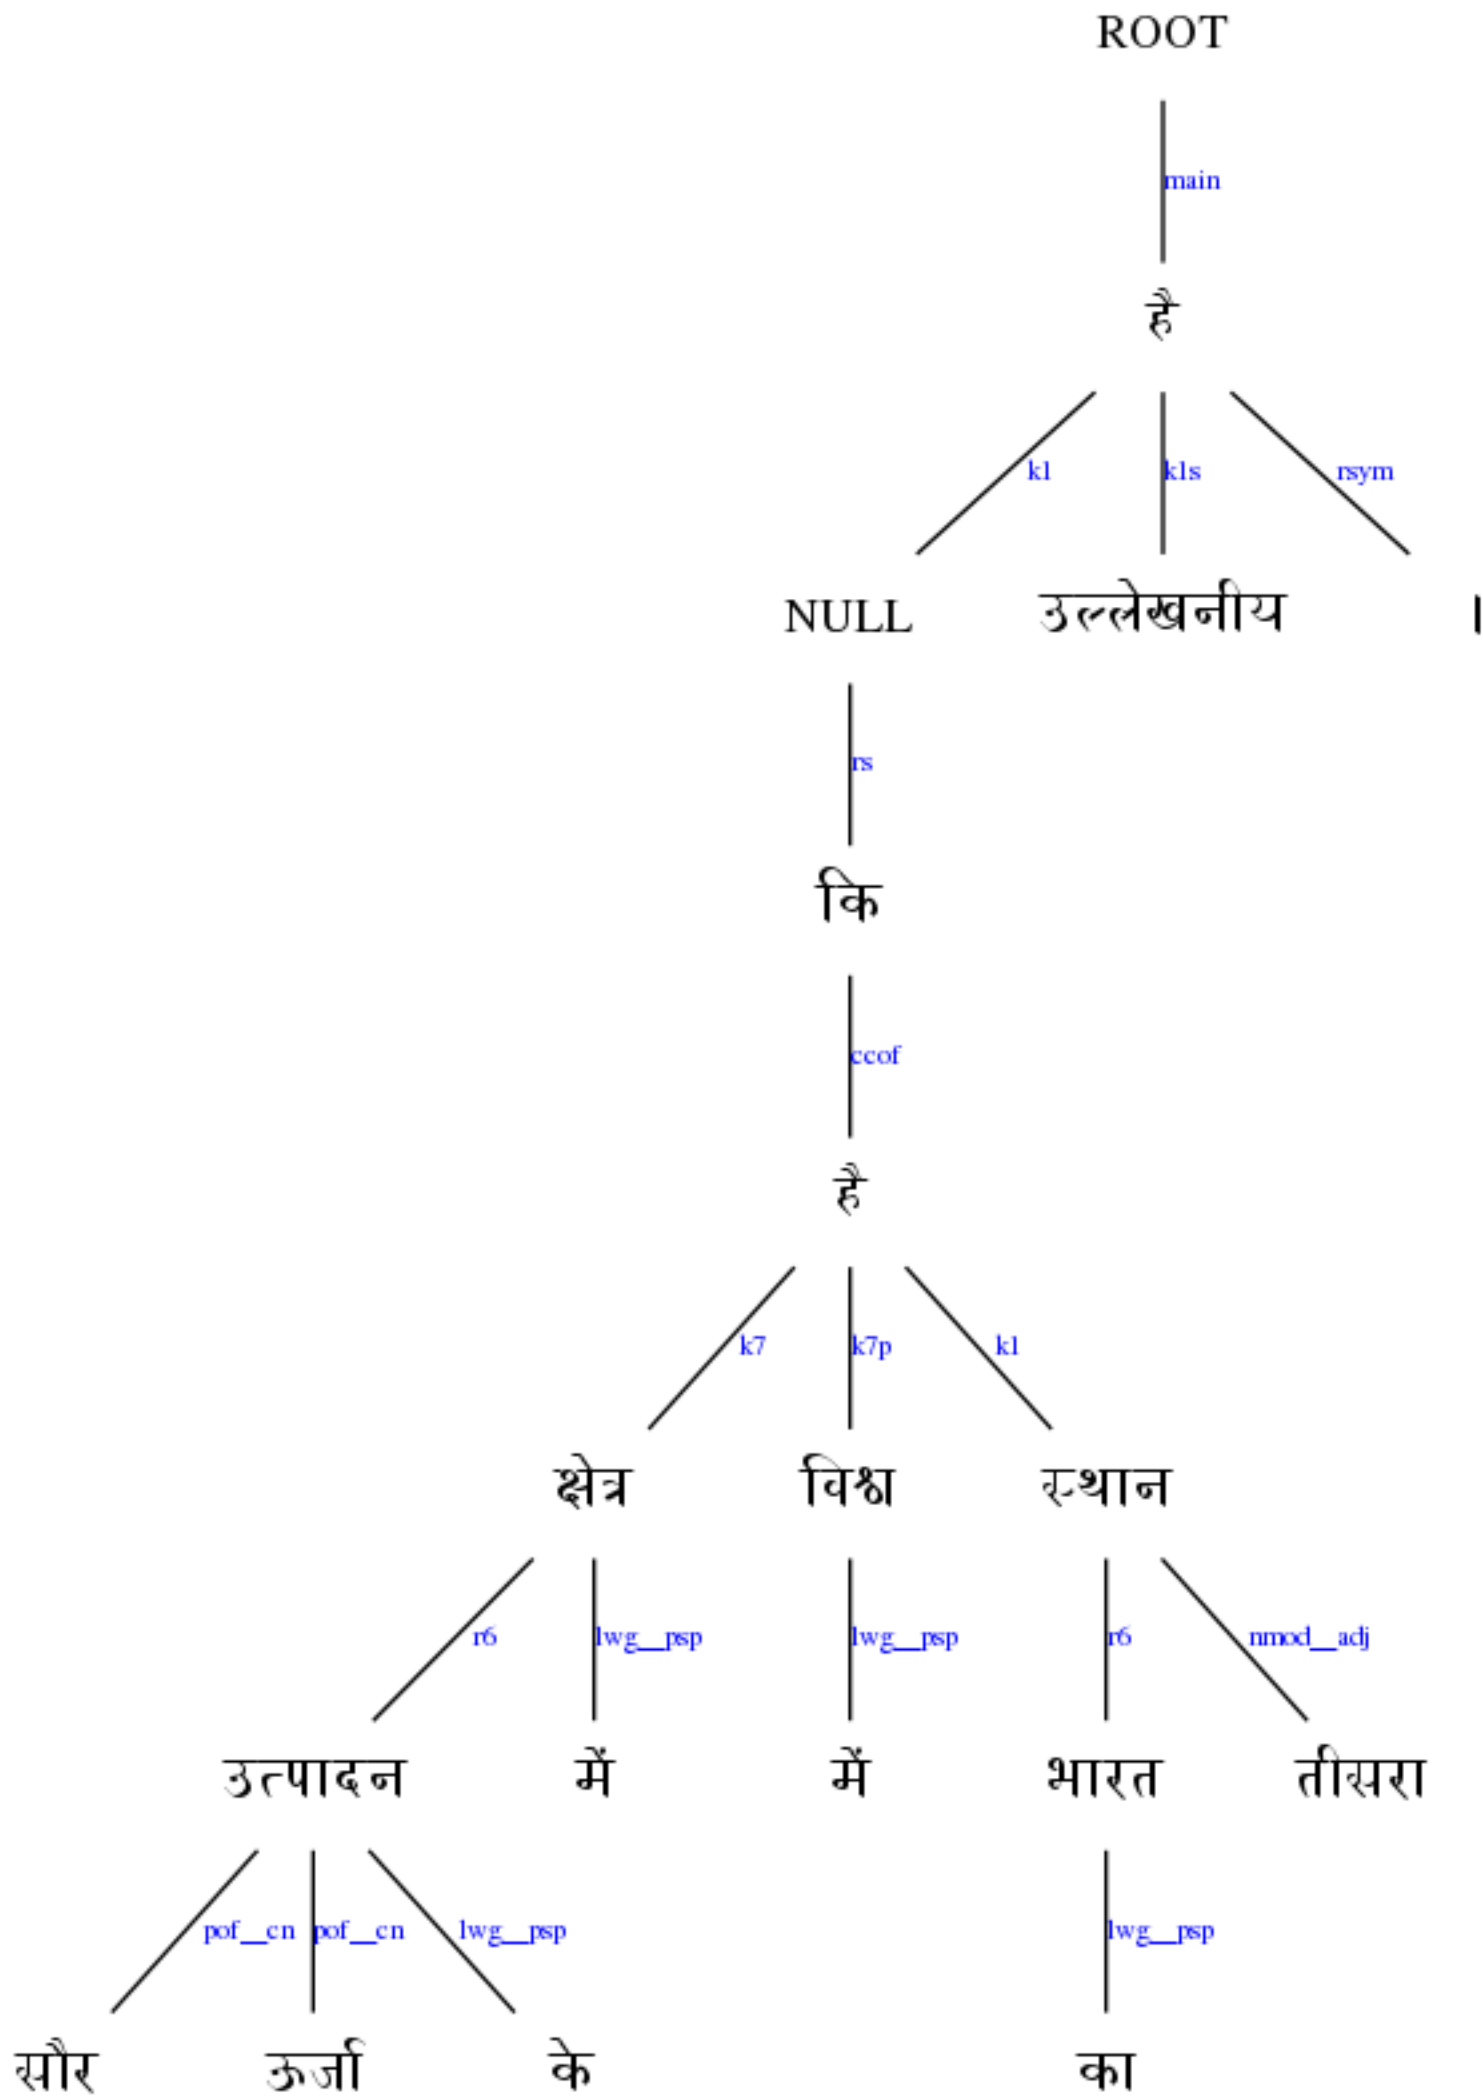 ROOT
main
है
k1 k1s rsym
NULL उल्लेखनीय ।
rs
कि
ccof
है
k7 k7p k1
क्षेत्र विश्व स्थान
r6 lwg__psp lwg__psp r6 nmod__adj
उत्पादन में में भारत तीसरा
pof__cn pof__cn lwg__psp lwg__psp
सौर ऊर्जा के का